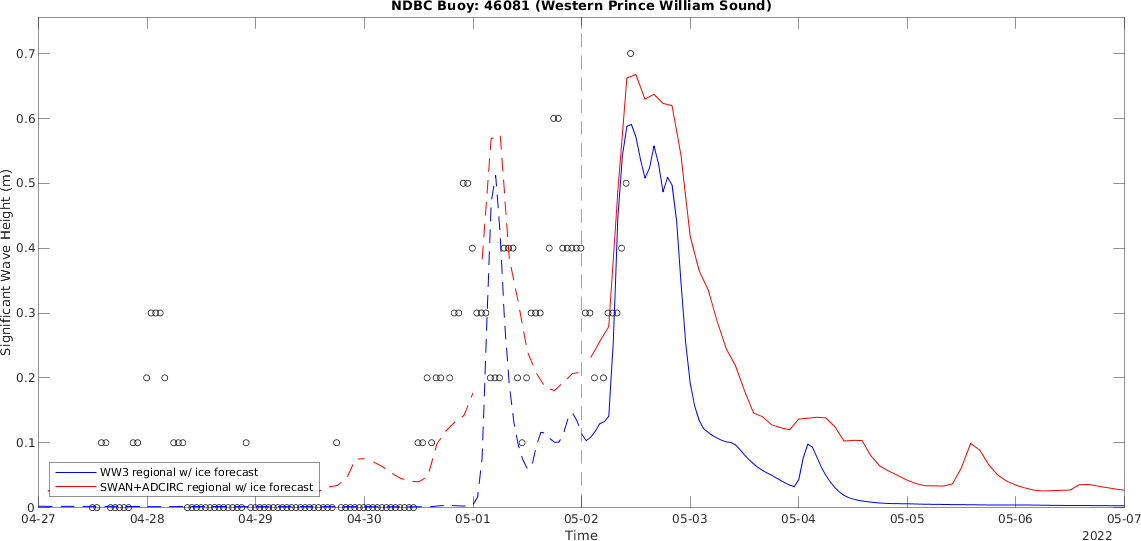 NDBC Buoy: 46081 (Western Prince William Sound)
Significant Wave Height (m)
0.7
0.6
0.5
0.4
0.3
0.2
0.1
0
WW3 regional w/ ice forecast
SWAN+ADCIRC regional w/ ice forecast
04-27 04-28 04-29 04-30 05-01 05-02 05-03 05-04 05-05 05-06 05-07
Time
2022